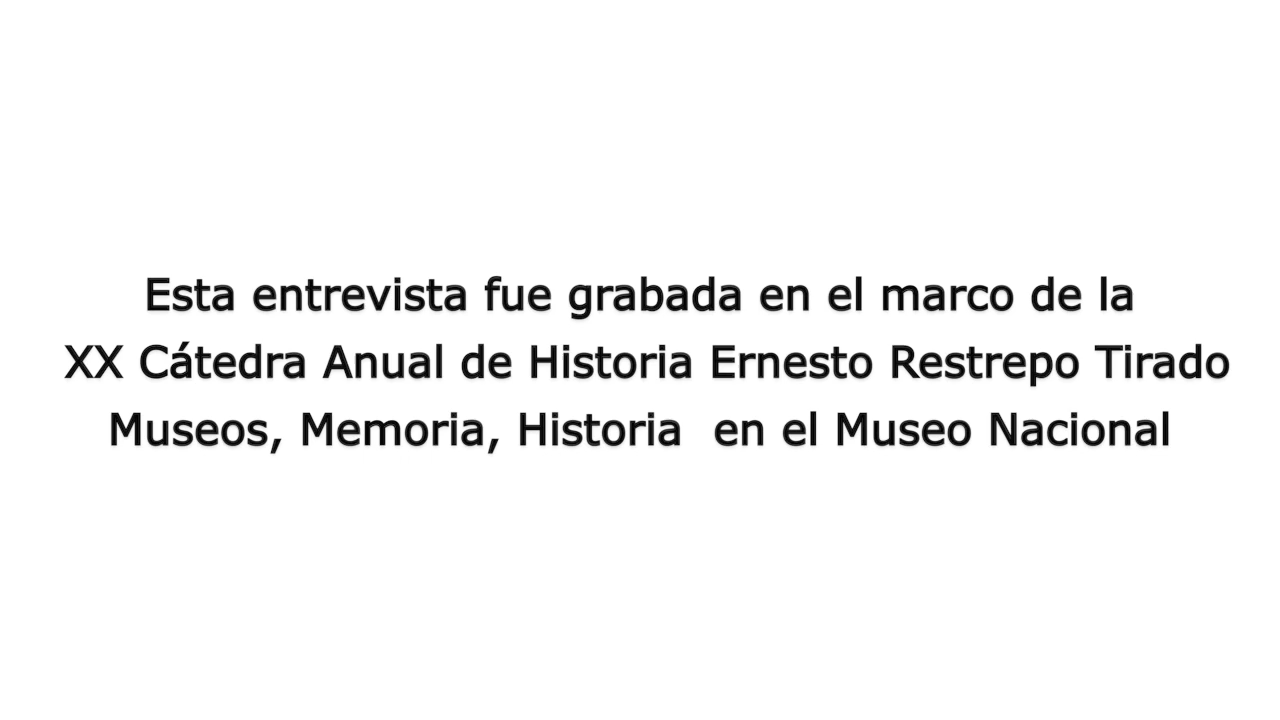 Esta entrevista fue grabada en el marco de la
XX Cátedra Anual de Historia Ernesto Restrepo Tirado
Museos, Memoria, Historia  en el Museo Nacional